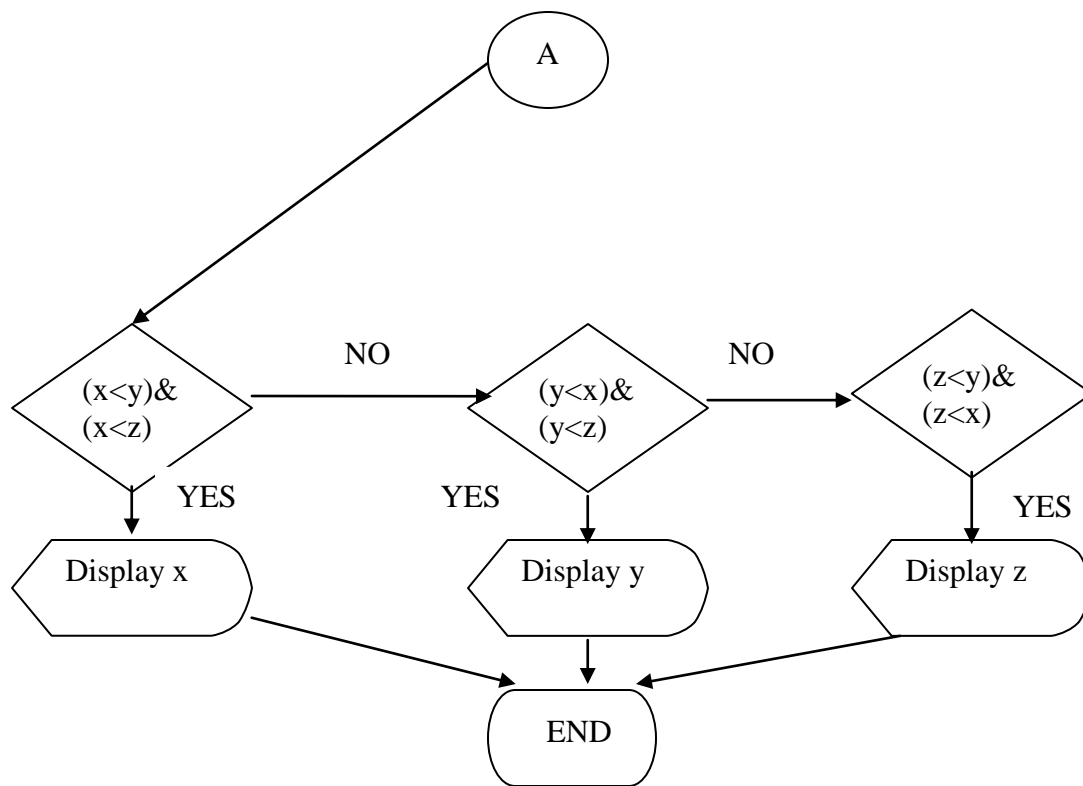 A
NO
NO
(x<y)&
(x<z)
(y<x)&
(y<z)
(z<y)&
(z<x)
YES
YES
YES
Display x
Display y
Display z
END